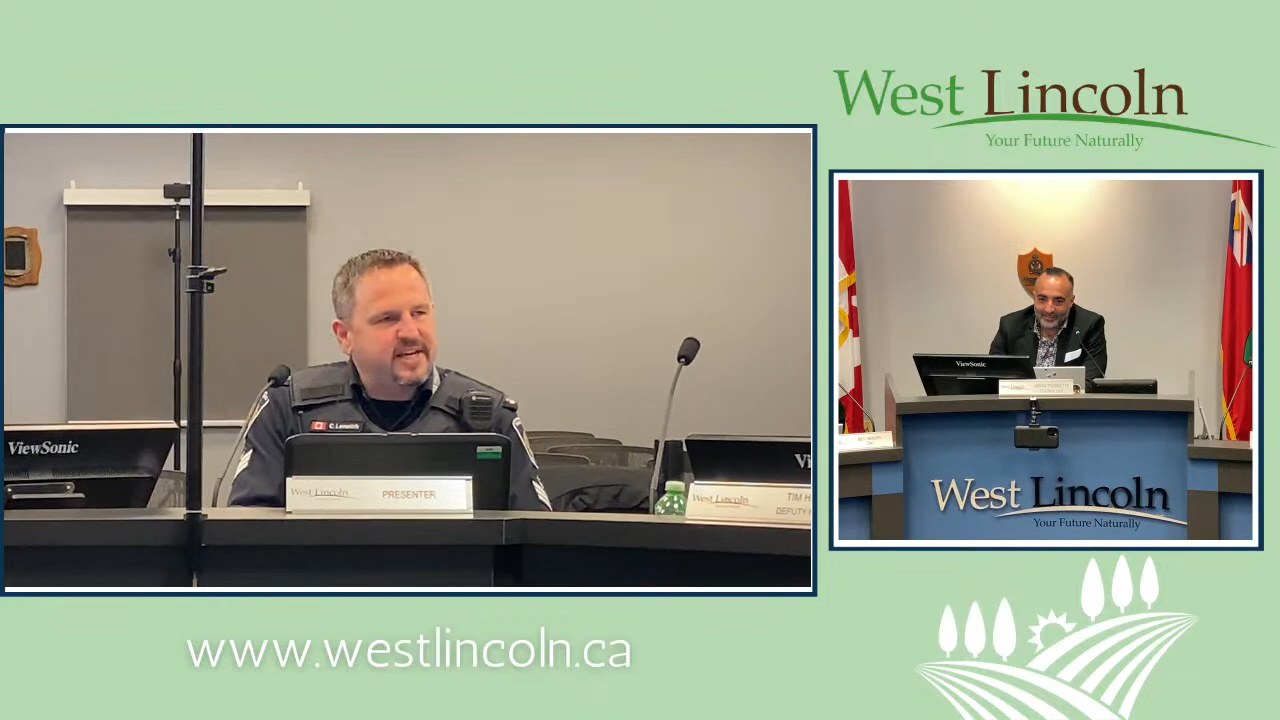 West Lincoln
Your Future Naturally
ViewSonic
C. Lemaich
West Lincoln
PRESENTER
West Lincoln
TIM H
DEPUTY
Vi
ViewSonic
West Lincoln
Your Future Naturally
www.westlincoln.ca